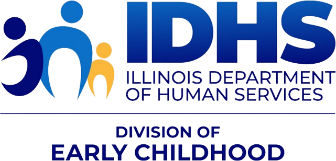 IDHS
ILLINOIS DEPARTMENT
OF HUMAN SERVICES
DIVISION OF
EARLY CHILDHOOD